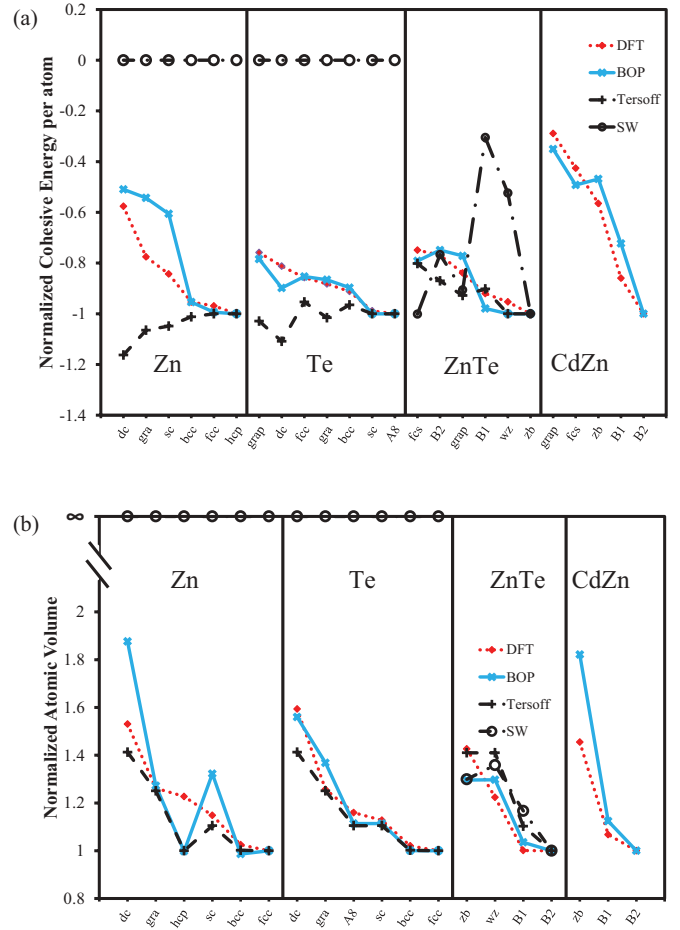 (a)
Normalized Cohesive Energy per atom
0.2
0
-0.2
-0.4
-0.6
-0.8
-1
-1.2
-1.4
DFT
BOP
Tersoff
SW
Zn
Te
ZnTe
CdZn
dc gra sc bcc fcc hcp grap dc fcc gra bcc sc A8 fcs B2 grap B1 wz zb grap fcs zb B1 B2
(b)
Normalized Atomic Volume
∞
2
1.8
1.6
1.4
1.2
1
0.8
Zn
Te
ZnTe
CdZn
DFT
BOP
Tersoff
SW
dc gra hcp sc bcc fcc dc gra A8 sc bcc fcc zb wz B1 B2 zb B1 B2